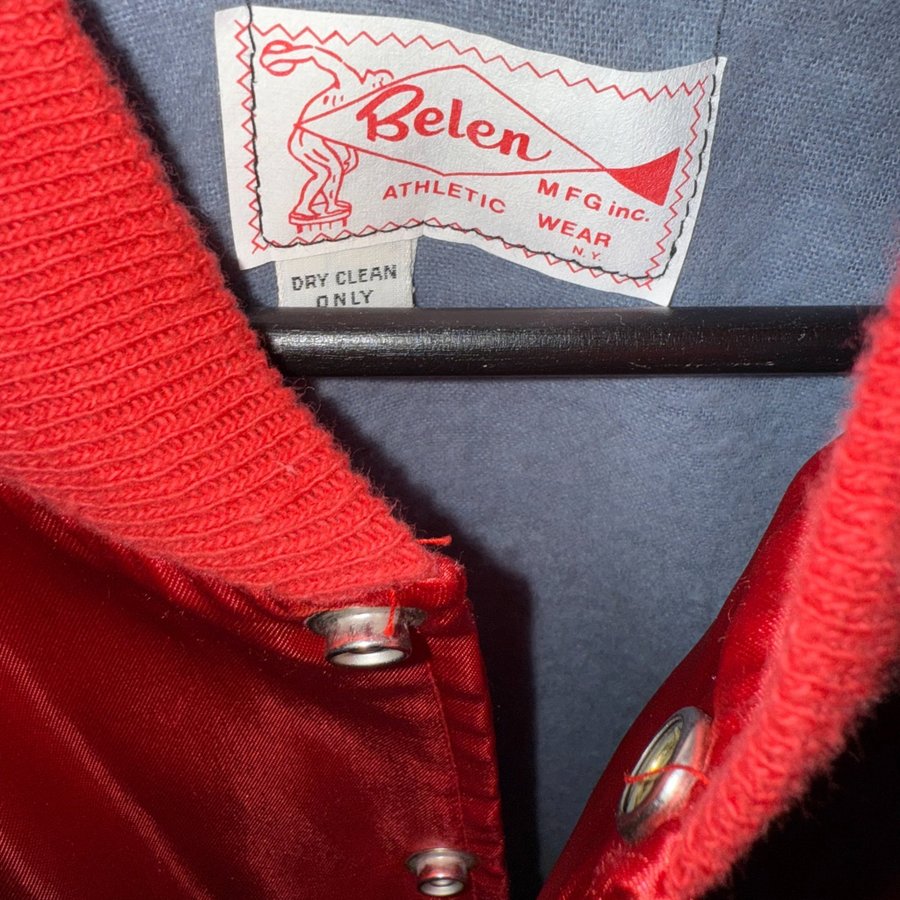 Belen
MFG inc.
ATHLETIC WEAR
N.Y.
DRY CLEAN
ONLY